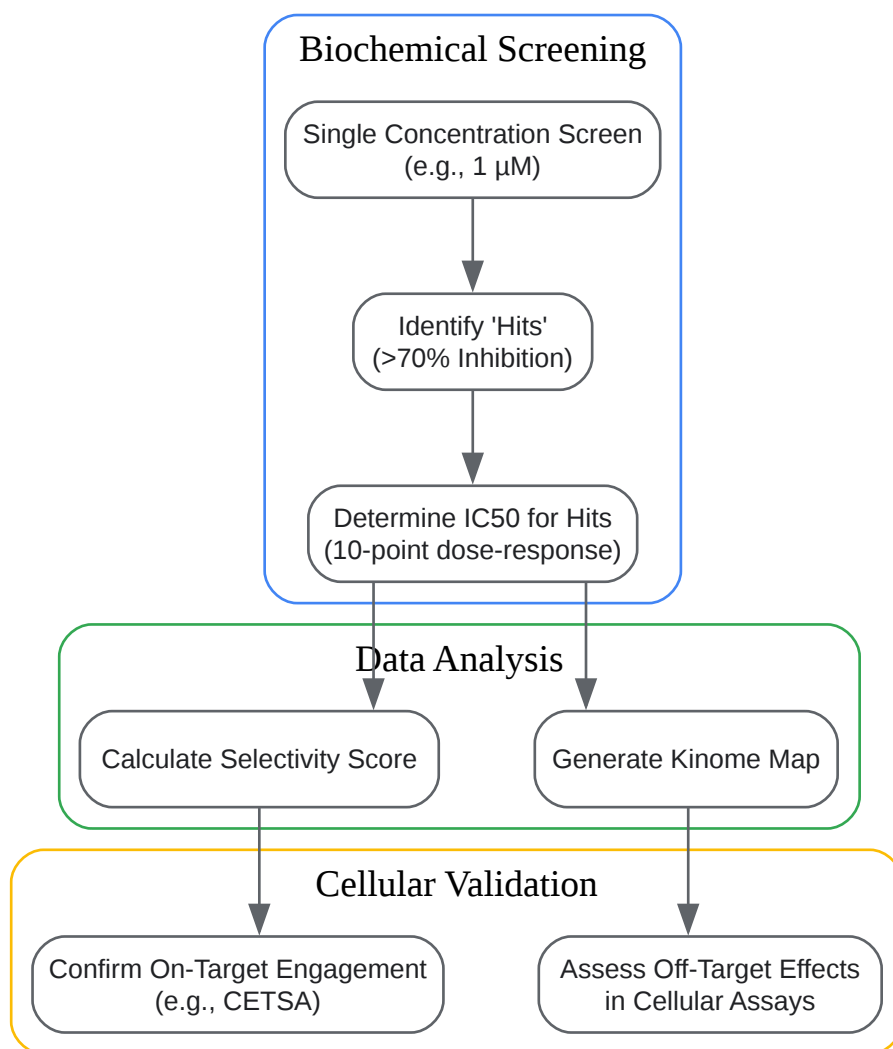 Biochemical Screening
Single Concentration Screen
(e.g., 1 µM)
Identify 'Hits'
(>70% Inhibition)
Determine IC50 for Hits
(10-point dose-response)
Data Analysis
Calculate Selectivity Score
Generate Kinome Map
Cellular Validation
Confirm On-Target Engagement
(e.g., CETSA)
Assess Off-Target Effects
in Cellular Assays